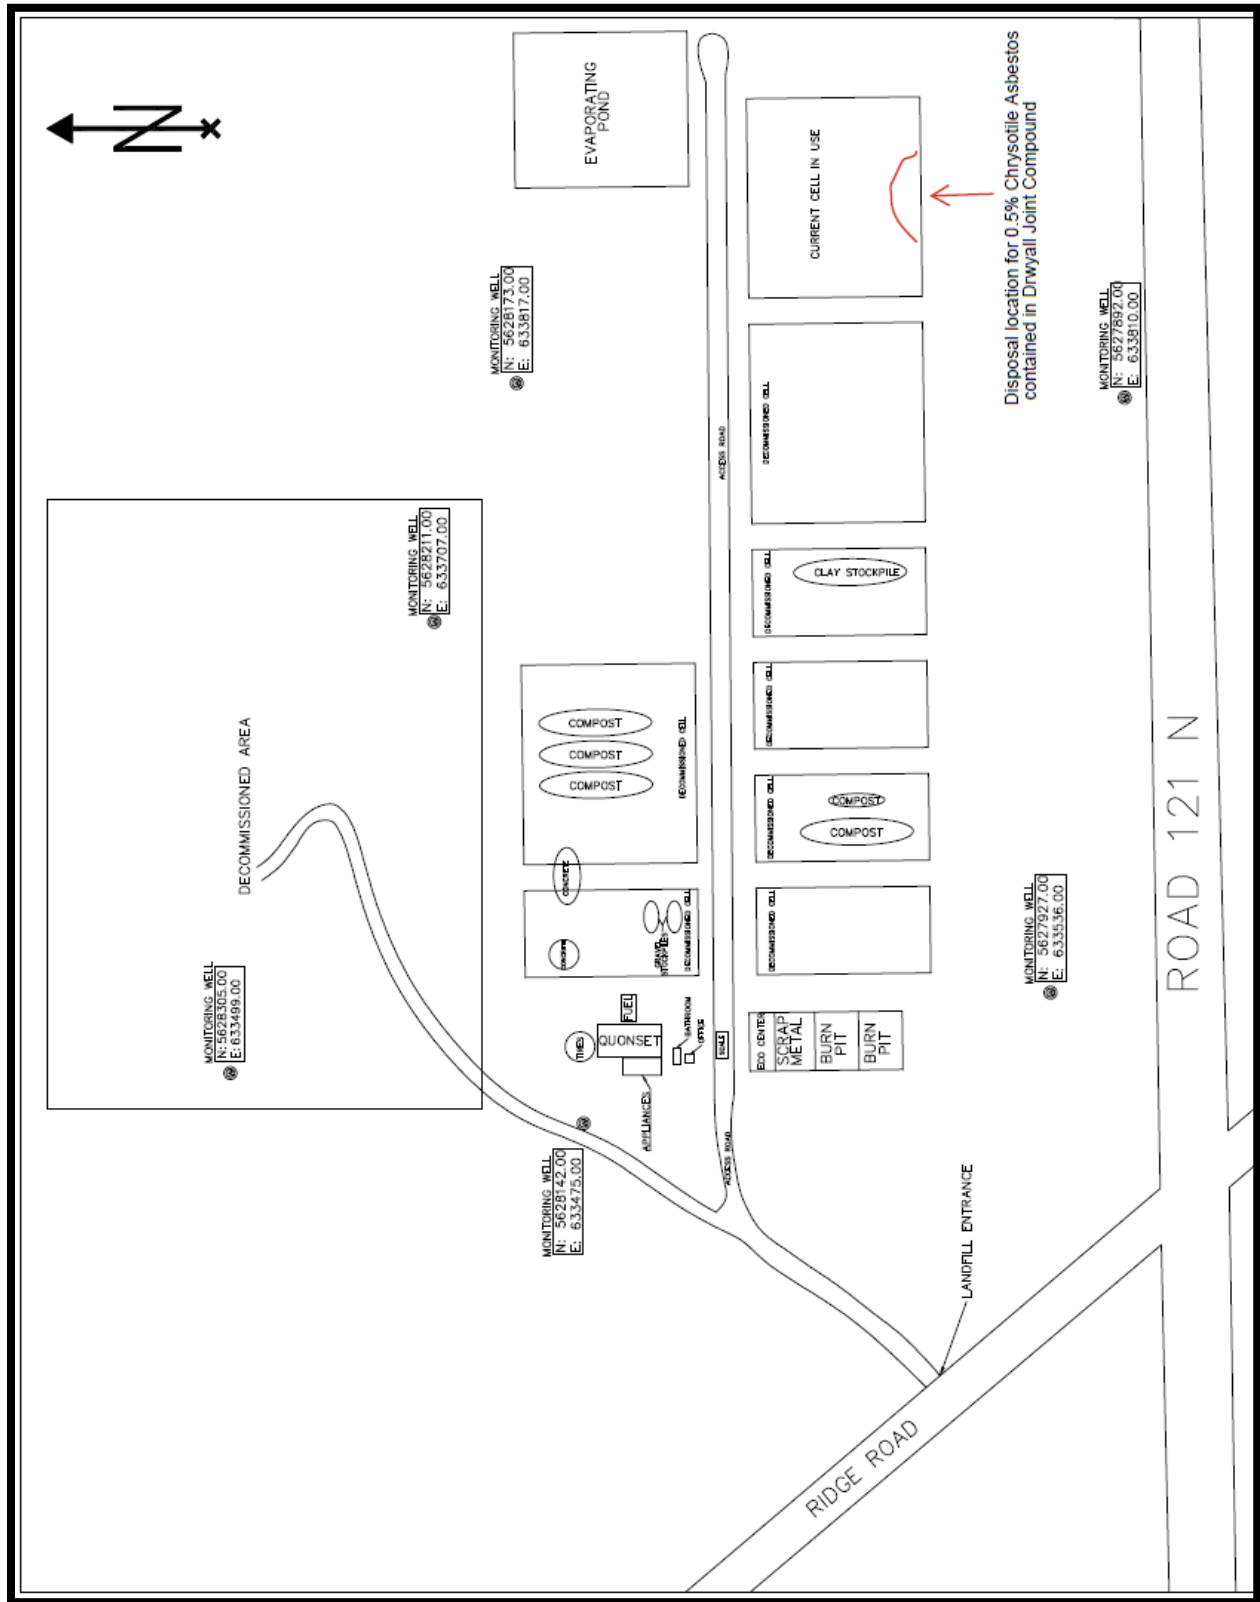 N
EVAPORATING
POND
CURRENT CELL IN USE
Disposal location for 0.5% Chrysotile Asbestos
contained in Drwyall Joint Compound
MONITORING WELL
N: 5628173.00
E: 633817.00
MONITORING WELL
N: 5627892.00
E: 633810.00
DECOMMISSIONED CELL
ACCESS ROAD
MONITORING WELL
N: 5628211.00
E: 633707.00
DECOMMISSIONED CELL
CLAY STOCKPILE
DECOMMISSIONED AREA
COMPOST
COMPOST
COMPOST
DECOMMISSIONED CELL
DECOMMISSIONED CELL
DECOMMISSIONED CELL
COMPOST
COMPOST
ROAD 121 N
CONCRETE
CONCRETE
GRAVEL
STOCKPILES
DECOMMISSIONED CELL
DECOMMISSIONED CELL
MONITORING WELL
N: 5627927.00
E: 633536.00
MONITORING WELL
N: 5628305.00
E: 633499.00
TIRES
QUONSET
FUEL
BATHROOM
OFFICE
SCALE
ECO CENTER
SCRAP
METAL
BURN
PIT
BURN
PIT
APPLIANCES
ACCESS ROAD
MONITORING WELL
N: 5628142.00
E: 633475.00
LANDFILL ENTRANCE
RIDGE ROAD